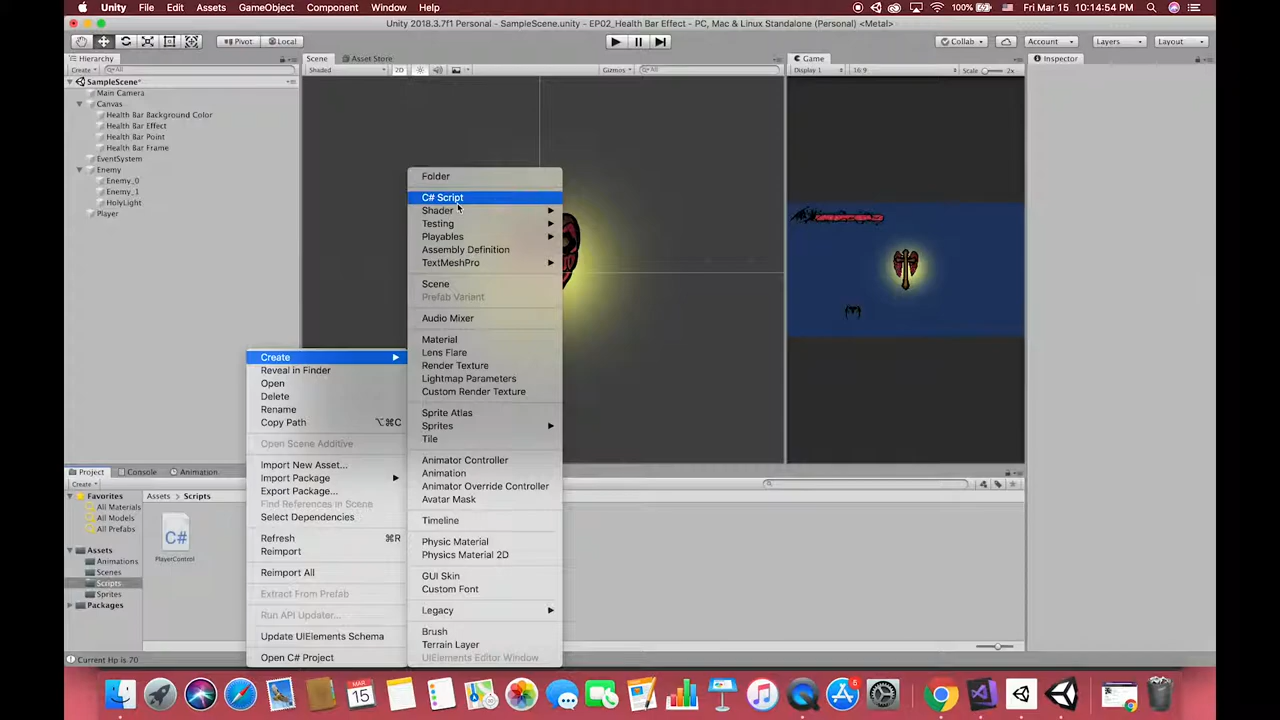 Unity File Edit Assets GameObject Component Window Help 100% Fri Mar 15 10:14:54
Unity 2018.3.7f1 Personal - SampleScene.unity - EP02_Health Bar Effect - PC, Mac & Linux Standalone (Personal) <Metal>
Pivot Local Collab Account Layers Layout
Hierarchy Scene Asset Store Game Inspector
Create All Shaded 2D Gizmos All Display 1 16:9 Scale 2x
SampleScene*
Main Camera
Canvas
Health Bar Background Color
Health Bar Effect
Health Bar Point
Health Bar Frame
EventSystem
Enemy
Enemy_0
Enemy_1
HolyLight
Player
Folder
C# Script
Shader
Testing
Playables
Assembly Definition
TextMeshPro
Scene
Prefab Variant
Audio Mixer
Material
Lens Flare
Render Texture
Lightmap Parameters
Custom Render Texture
Sprite Atlas
Sprites
Tile
Animator Controller
Animation
Animator Override Controller
Avatar Mask
Timeline
Physic Material
Physics Material 2D
GUI Skin
Custom Font
Legacy
Brush
Terrain Layer
UIElements Editor Window
Create
Reveal in Finder
Open
Delete
Rename
Copy Path ⌥⌘C
Open Scene Additive
Import New Asset...
Import Package
Export Package...
Find References In Scene
Select Dependencies
Refresh ⌘R
Reimport
Reimport All
Extract From Prefab
Run API Updater...
Update UIElements Schema
Open C# Project
Project Console Animation
Create
Favorites
All Materials
All Models
All Prefabs
Assets
Animations
Scenes
Scripts
Sprites
Packages
Assets Scripts
C#
PlayerControl
Current Hp is 70
MAR
15
6